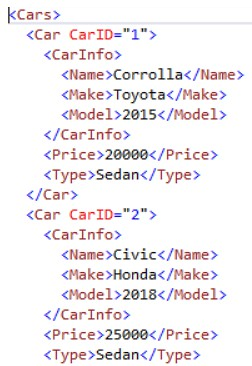 <Cars>
<Car CarID="1">
<CarInfo>
<Name>Corrolla</Name>
<Make>Toyota</Make>
<Model>2015</Model>
</CarInfo>
<Price>20000</Price>
<Type>Sedan</Type>
</Car>
<Car CarID="2">
<CarInfo>
<Name>Civic</Name>
<Make>Honda</Make>
<Model>2018</Model>
</CarInfo>
<Price>25000</Price>
<Type>Sedan</Type>